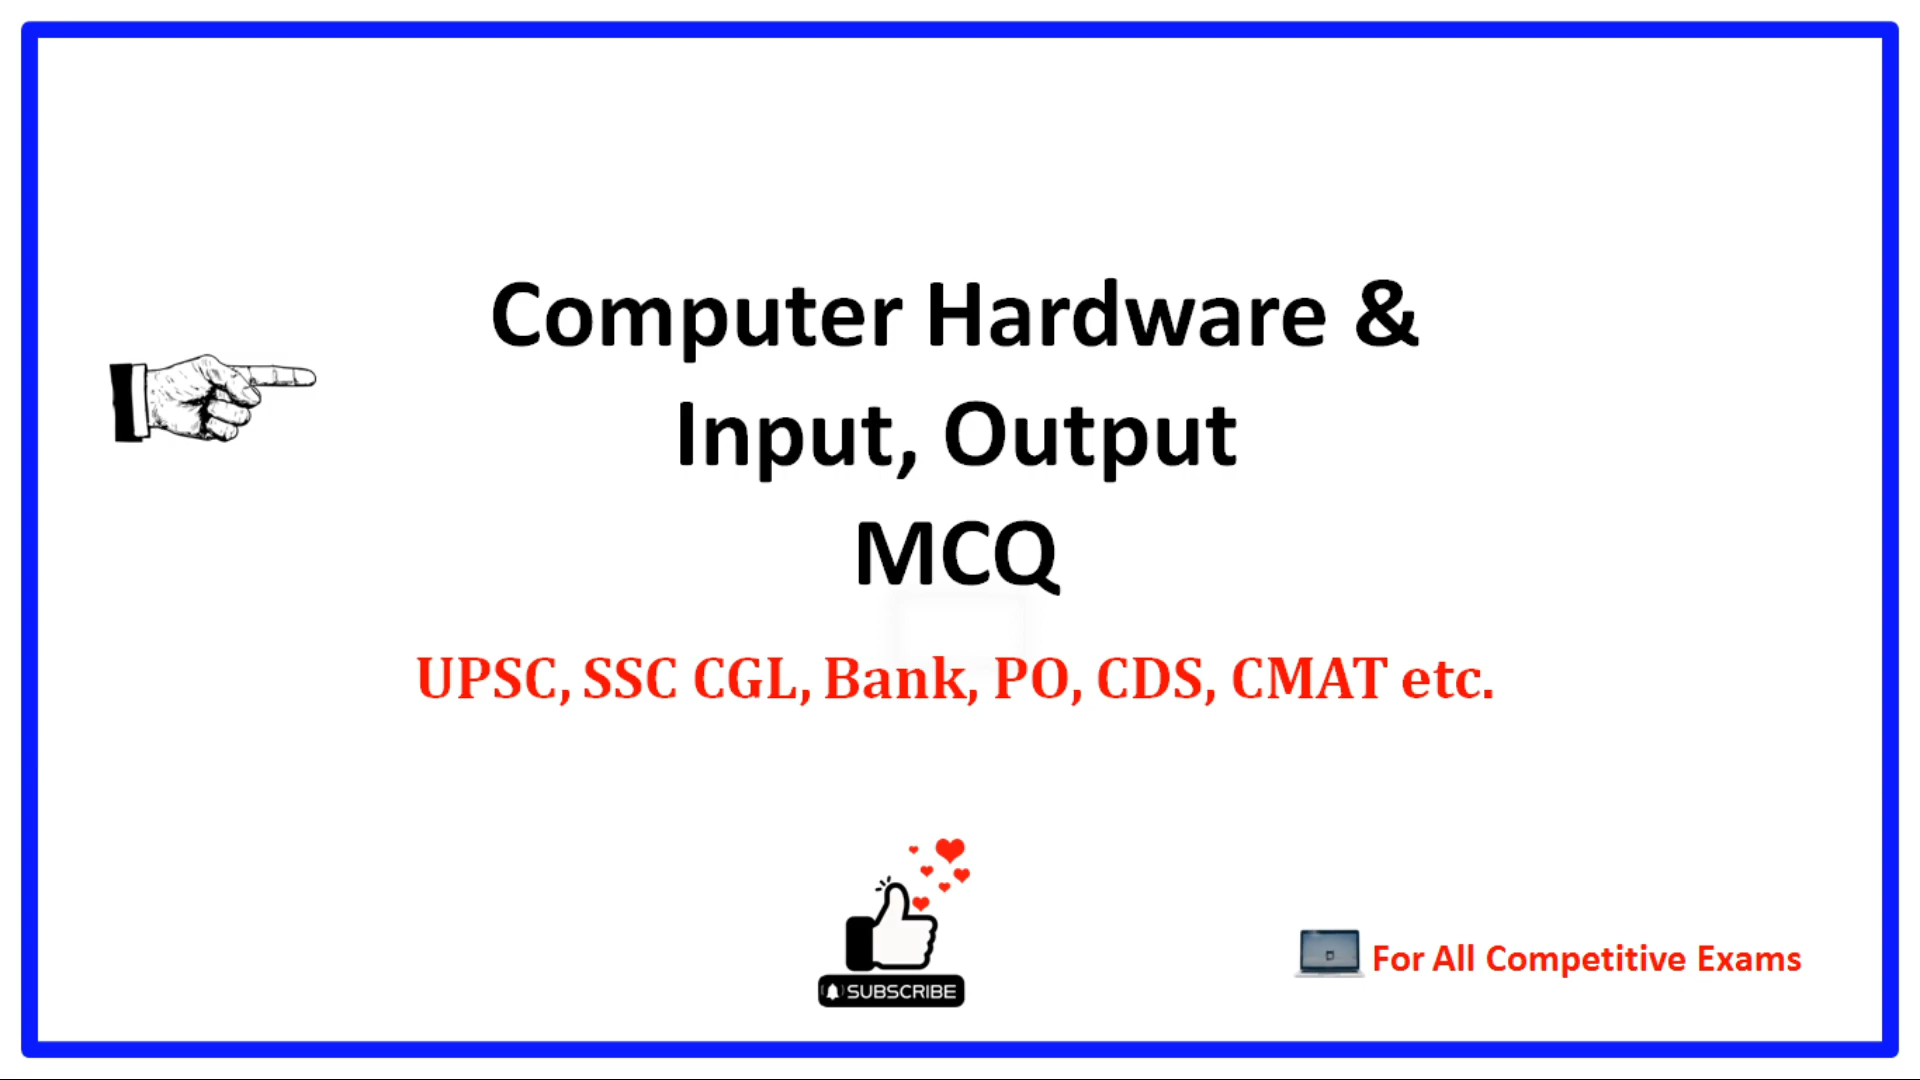 Computer Hardware &
Input, Output
MCQ
UPSC, SSC CGL, Bank, PO, CDS, CMAT etc.
SUBSCRIBE
For All Competitive Exams